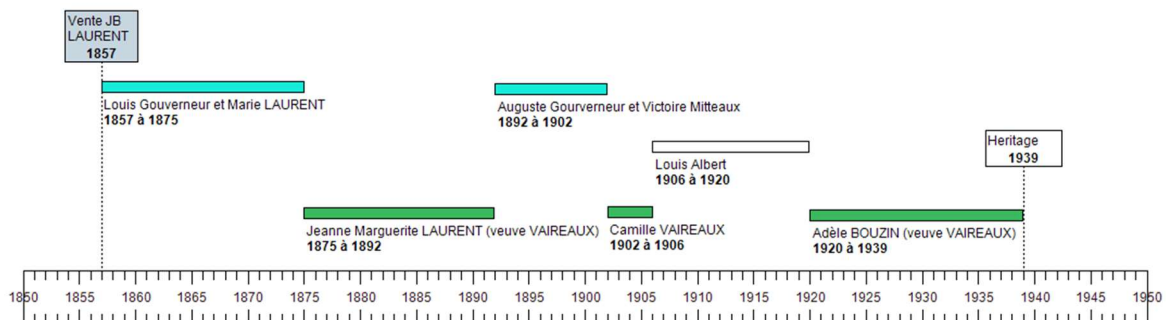 Vente JB
LAURENT
1857
Louis Gouverneur et Marie LAURENT
1857 à 1875
Auguste Gourverneur et Victoire Mitteaux
1892 à 1902
Louis Albert
1906 à 1920
Heritage
1939
Jeanne Marguerite LAURENT (veuve VAIREAUX)
1875 à 1892
Camille VAIREAUX
1902 à 1906
Adèle BOUZIN (veuve VAIREAUX)
1920 à 1939
1850 1855 1860 1865 1870 1875 1880 1885 1890 1895 1900 1905 1910 1915 1920 1925 1930 1935 1940 1945 1950